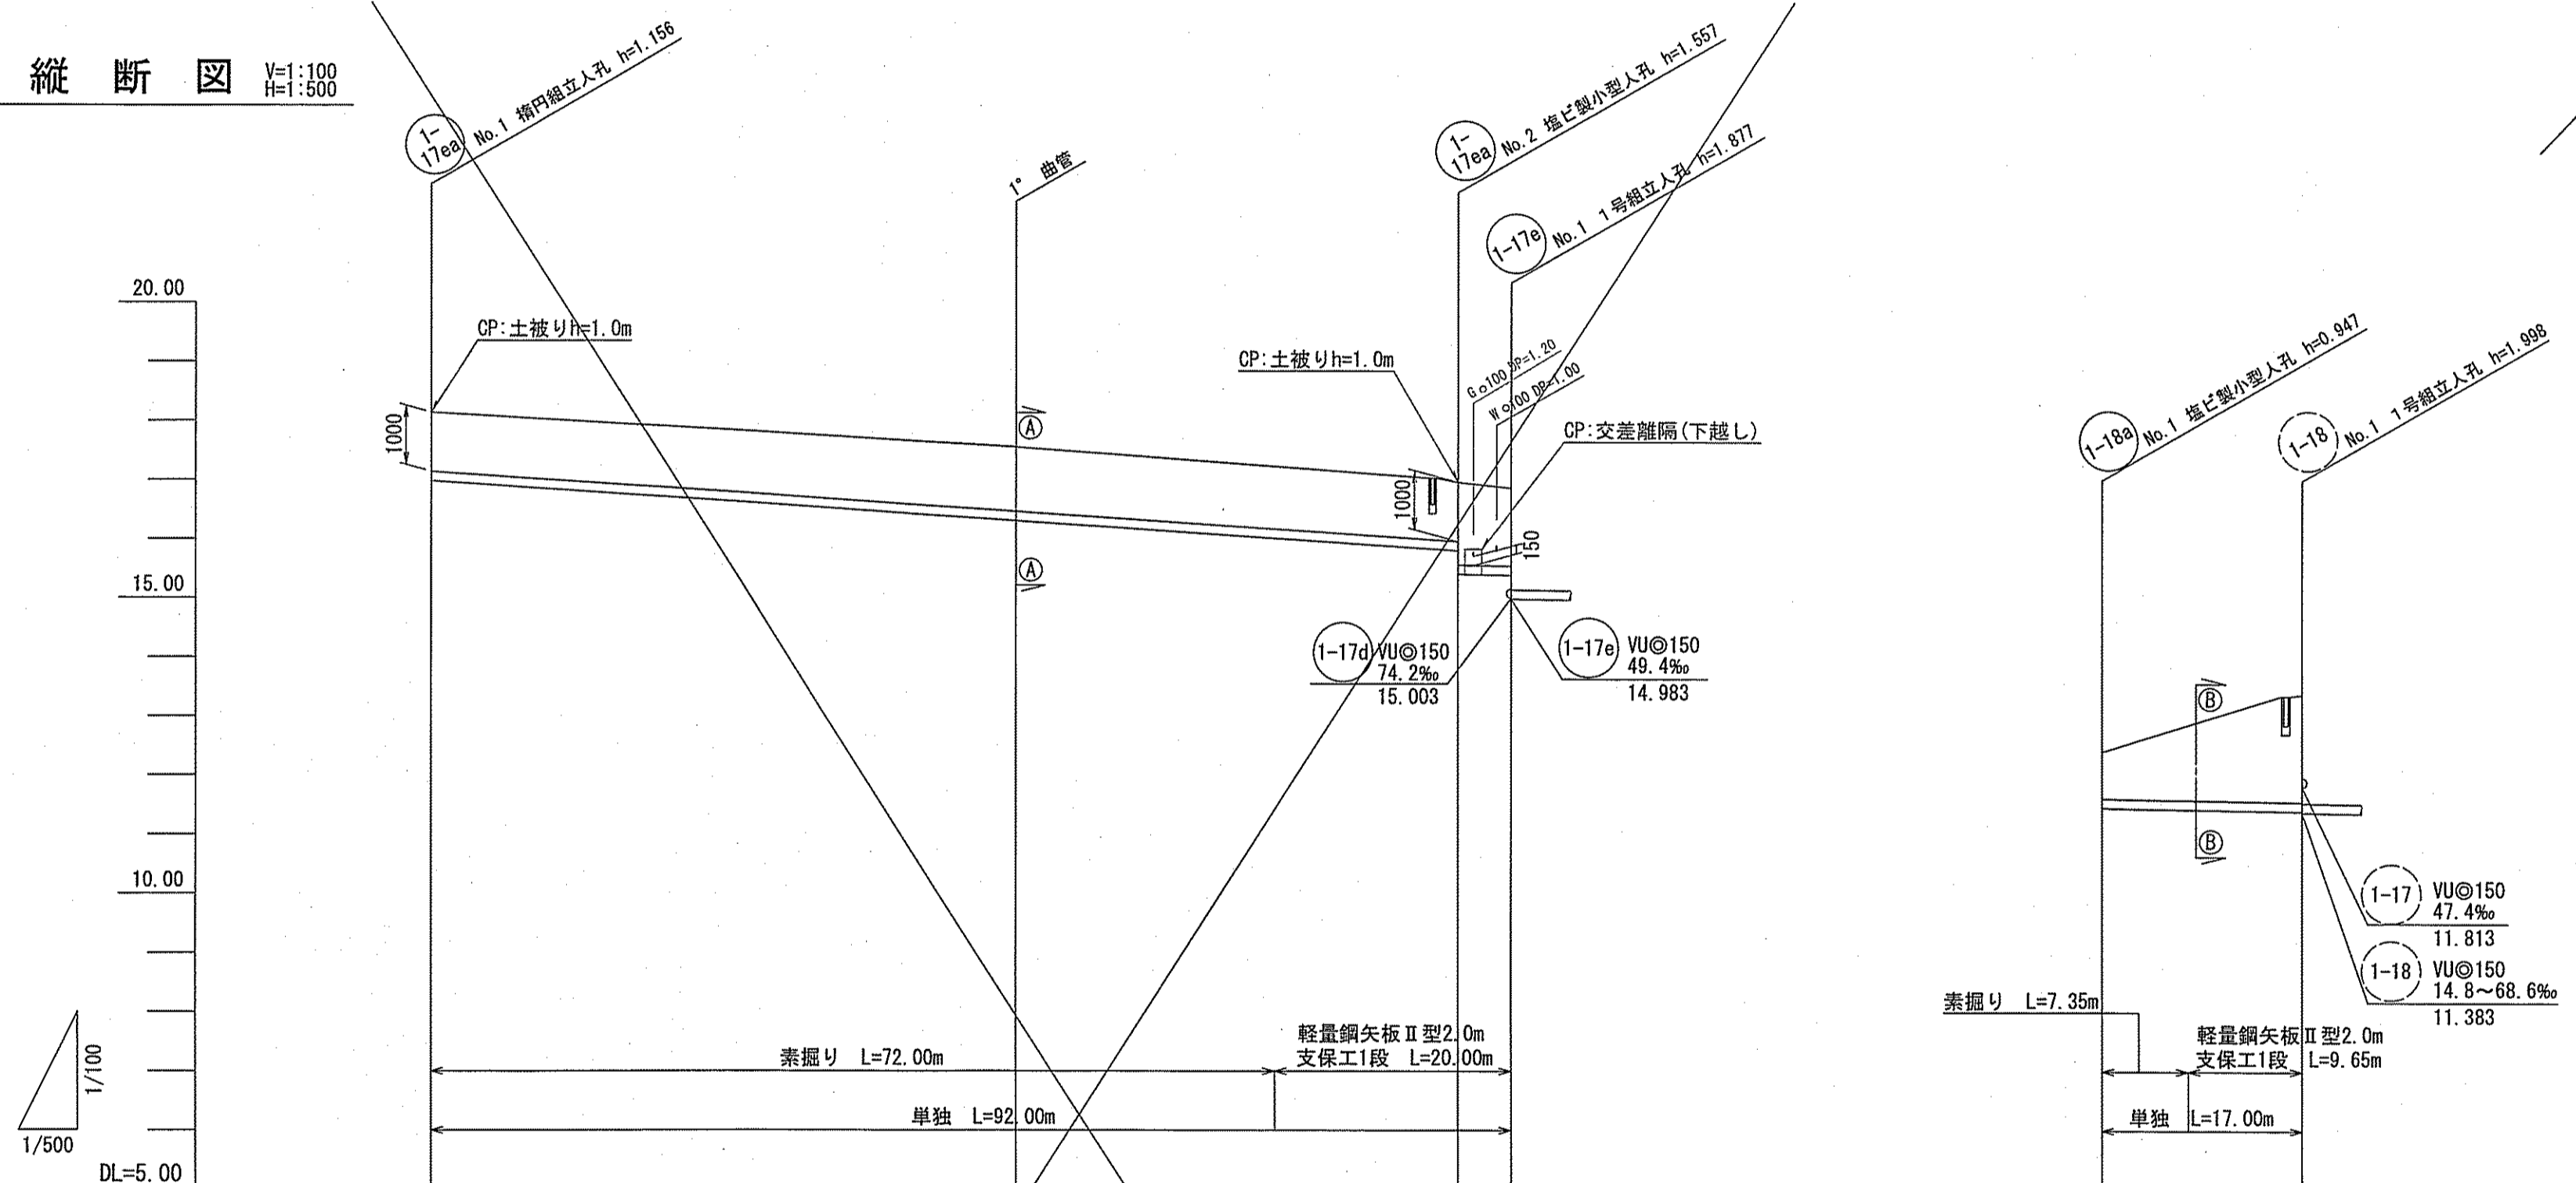 縦断図 V=1:100
H=1:500
1-17ea No.1 楕円組立人孔 h=1.156
1° 曲管
1-17ea No.2 塩ビ製小型人孔 h=1.557
1-17e No.1 1号組立人孔 h=1.877
1-18a No.1 塩ビ製小型人孔 h=0.947
1-18 No.1 1号組立人孔 h=1.998
20.00
15.00
10.00
DL=5.00
CP:土被りh=1.0m
1000
CP:土被りh=1.0m
1000
G○100 DP=1.20
W○100 DP=1.00
CP:交差離隔(下越し)
150
Ⓐ
Ⓐ
1-17d VU◎150
74.2‰
15.003
1-17e VU◎150
49.4‰
14.983
Ⓑ
Ⓑ
1-17 VU◎150
47.4‰
11.813
1-18 VU◎150
14.8～68.6‰
11.383
素掘り L=72.00m
軽量鋼矢板Ⅱ型2.0m
支保工1段 L=20.00m
単独 L=92.00m
素掘り L=7.35m
軽量鋼矢板Ⅱ型2.0m
支保工1段 L=9.65m
単独 L=17.00m
1/100
1/500